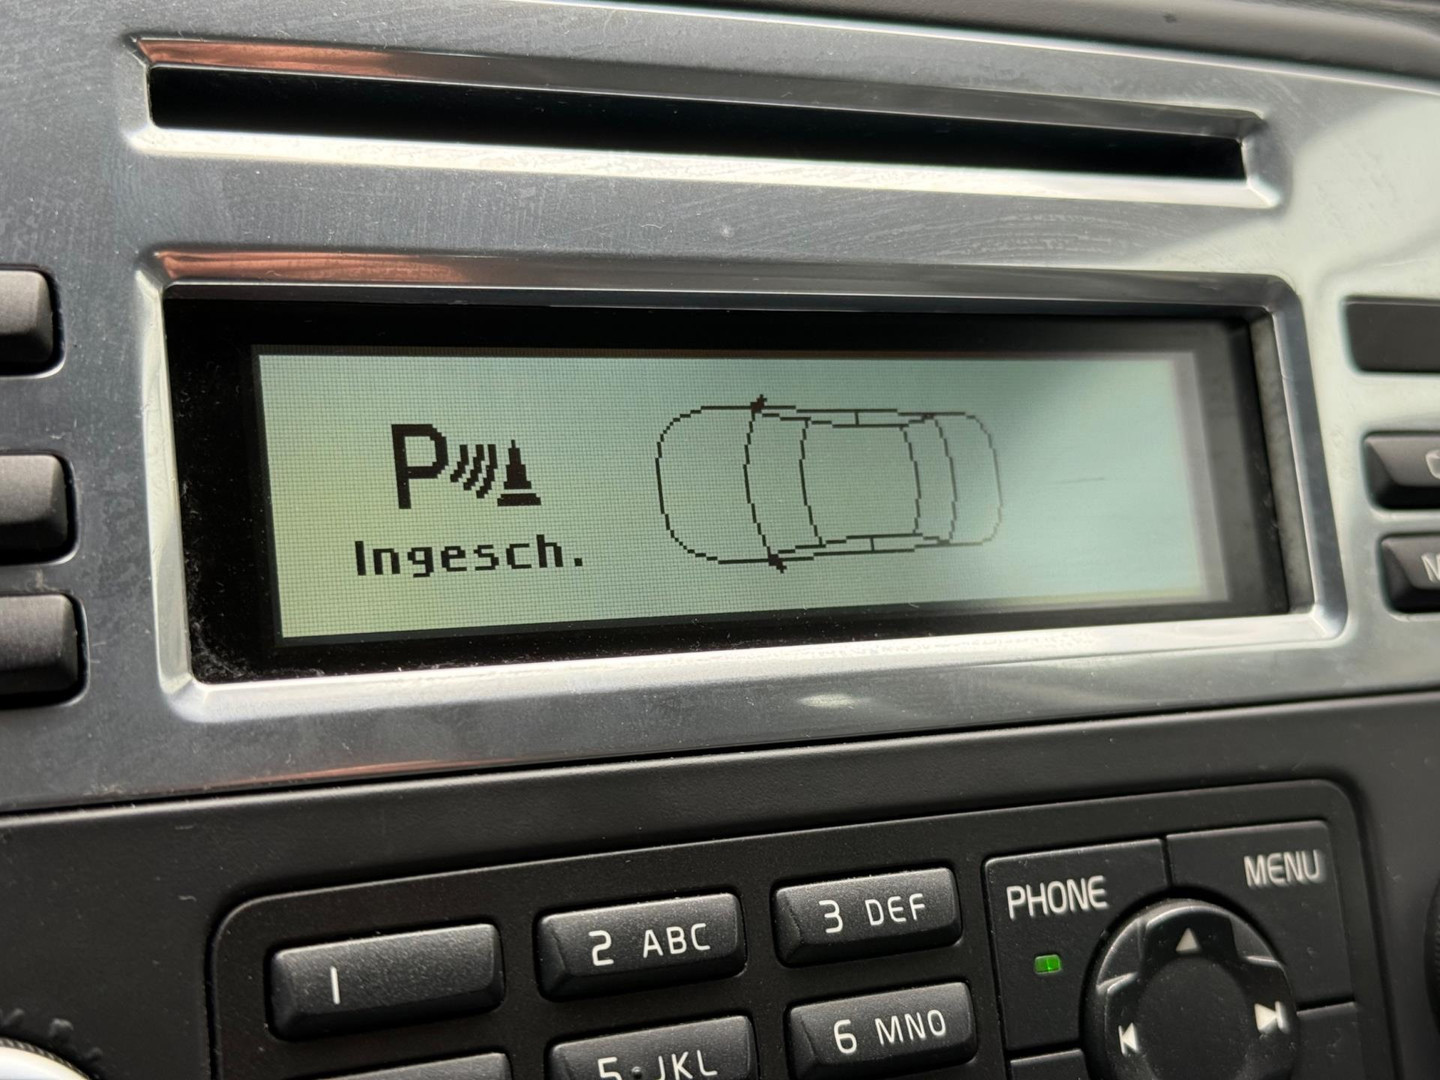 P
Ingesch.
1
2 ABC
3 DEF
PHONE
MENU
5·JKL
6 MNO